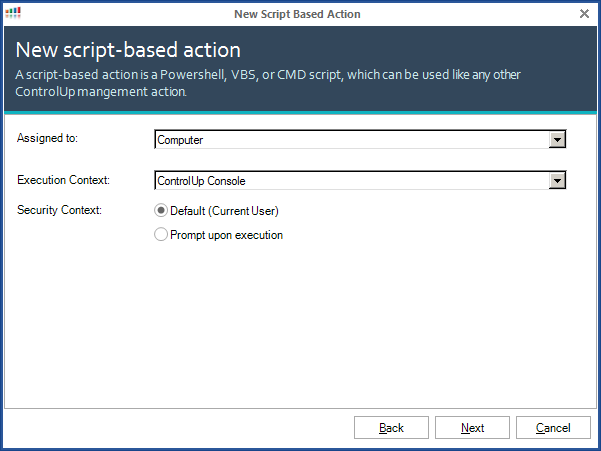 New Script Based Action
New script-based action
A script-based action is a Powershell, VBS, or CMD script, which can be used like any other
ControlUp mangement action.
Assigned to: Computer
Execution Context: ControlUp Console
Security Context: Default (Current User)
Prompt upon execution
Back Next Cancel